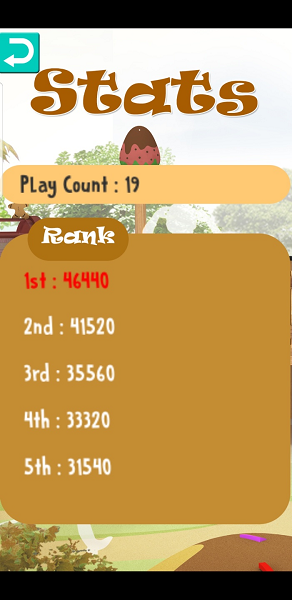 Stats
Play Count : 19
Rank
1st : 46440
2nd : 41520
3rd : 35560
4th : 33320
5th : 31540